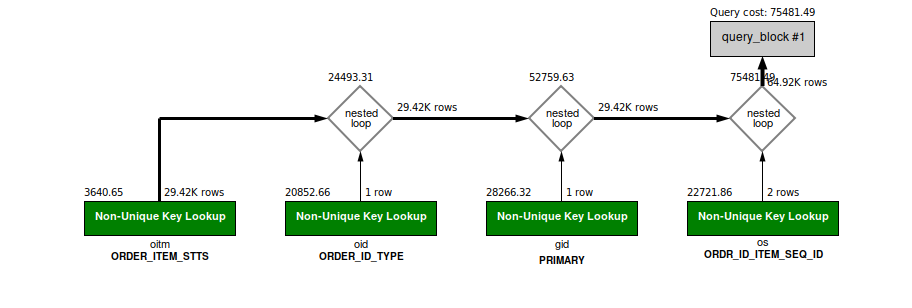 Query cost: 75481.49
query_block #1
24493.31
52759.63
75481.49
64.92K rows
nested
loop
29.42K rows
nested
loop
29.42K rows
nested
loop
3640.65
29.42K rows
20852.66
1 row
28266.32
1 row
22721.86
2 rows
Non-Unique Key Lookup
Non-Unique Key Lookup
Non-Unique Key Lookup
Non-Unique Key Lookup
oitm
oid
gid
os
ORDER_ITEM_STTS
ORDER_ID_TYPE
PRIMARY
ORDR_ID_ITEM_SEQ_ID